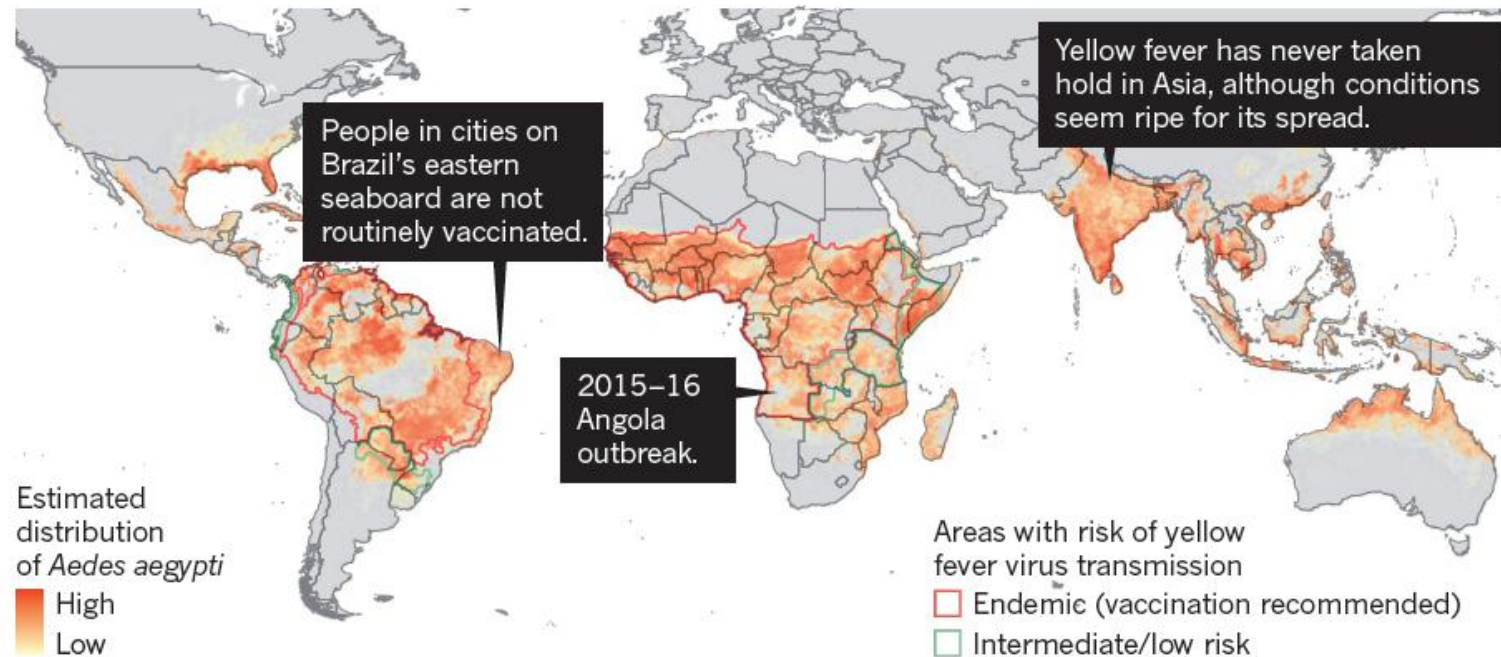 People in cities on
Brazil’s eastern
seaboard are not
routinely vaccinated.
Yellow fever has never taken
hold in Asia, although conditions
seem ripe for its spread.
2015–16
Angola
outbreak.
Estimated
distribution
of Aedes aegypti
High
Low
Areas with risk of yellow
fever virus transmission
Endemic (vaccination recommended)
Intermediate/low risk